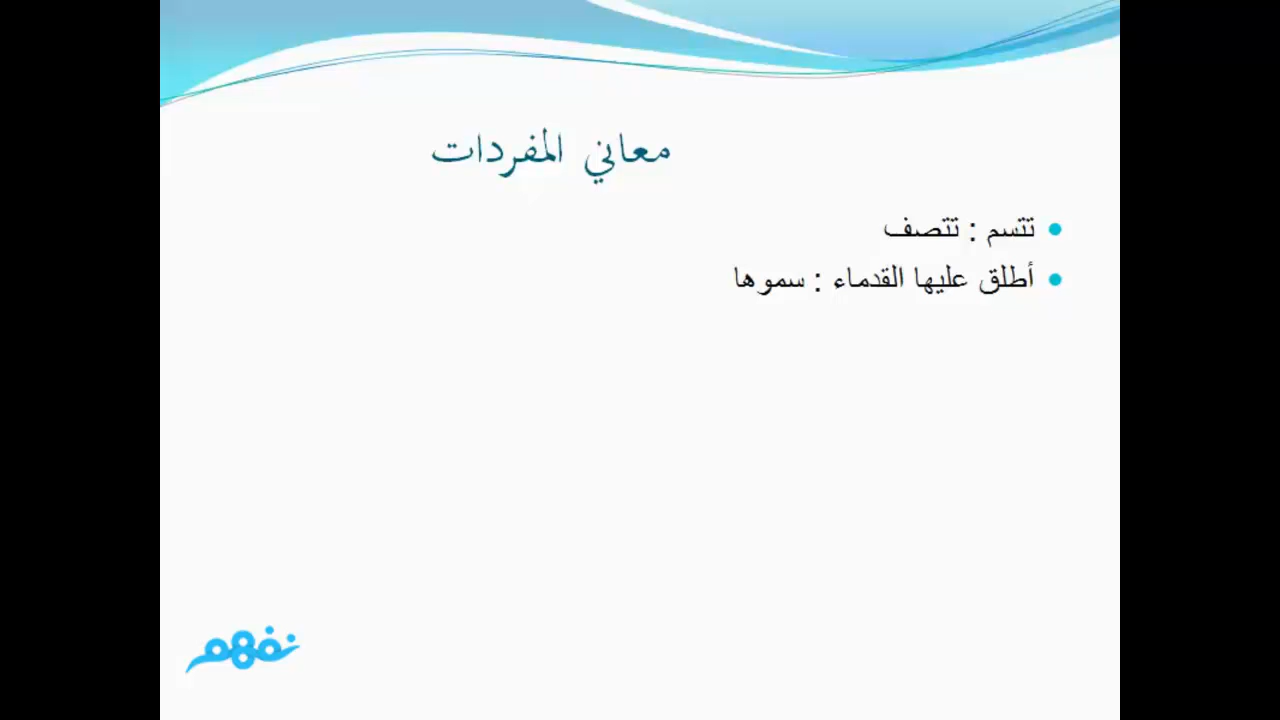 معاني المفردات
تتسم : تتصف
أطلق عليها القدماء : سموها
نفهم